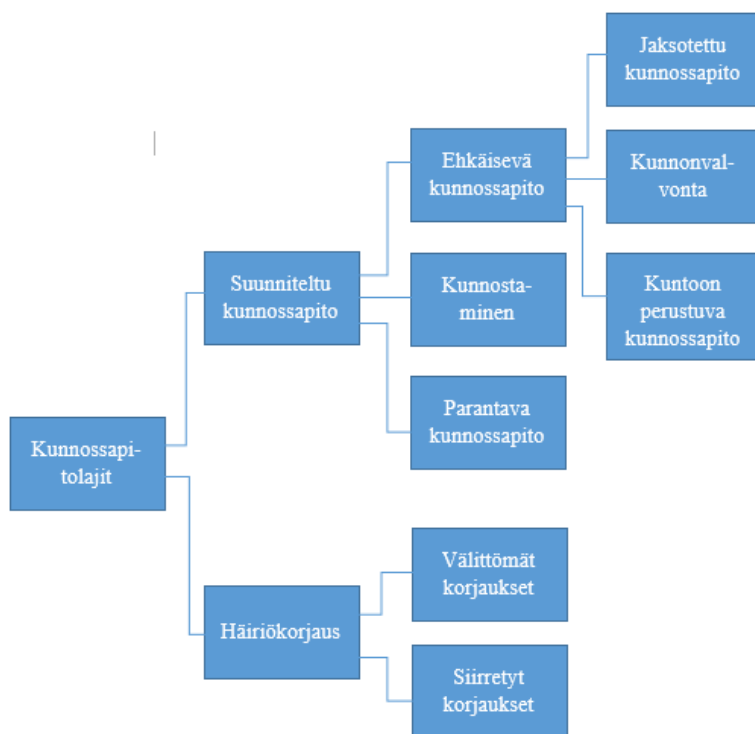 Jaksotettu
kunnossapito
Ehkäisevä
kunnossapito
Kunnonval-
vonta
Suunniteltu
kunnossapito
Kunnosta-
minen
Kuntoon
perustuva
kunnossapito
Parantava
kunnossapito
Kunnossapi-
tolajit
Välittömät
korjaukset
Häiriökorjaus
Siirretyt
korjaukset